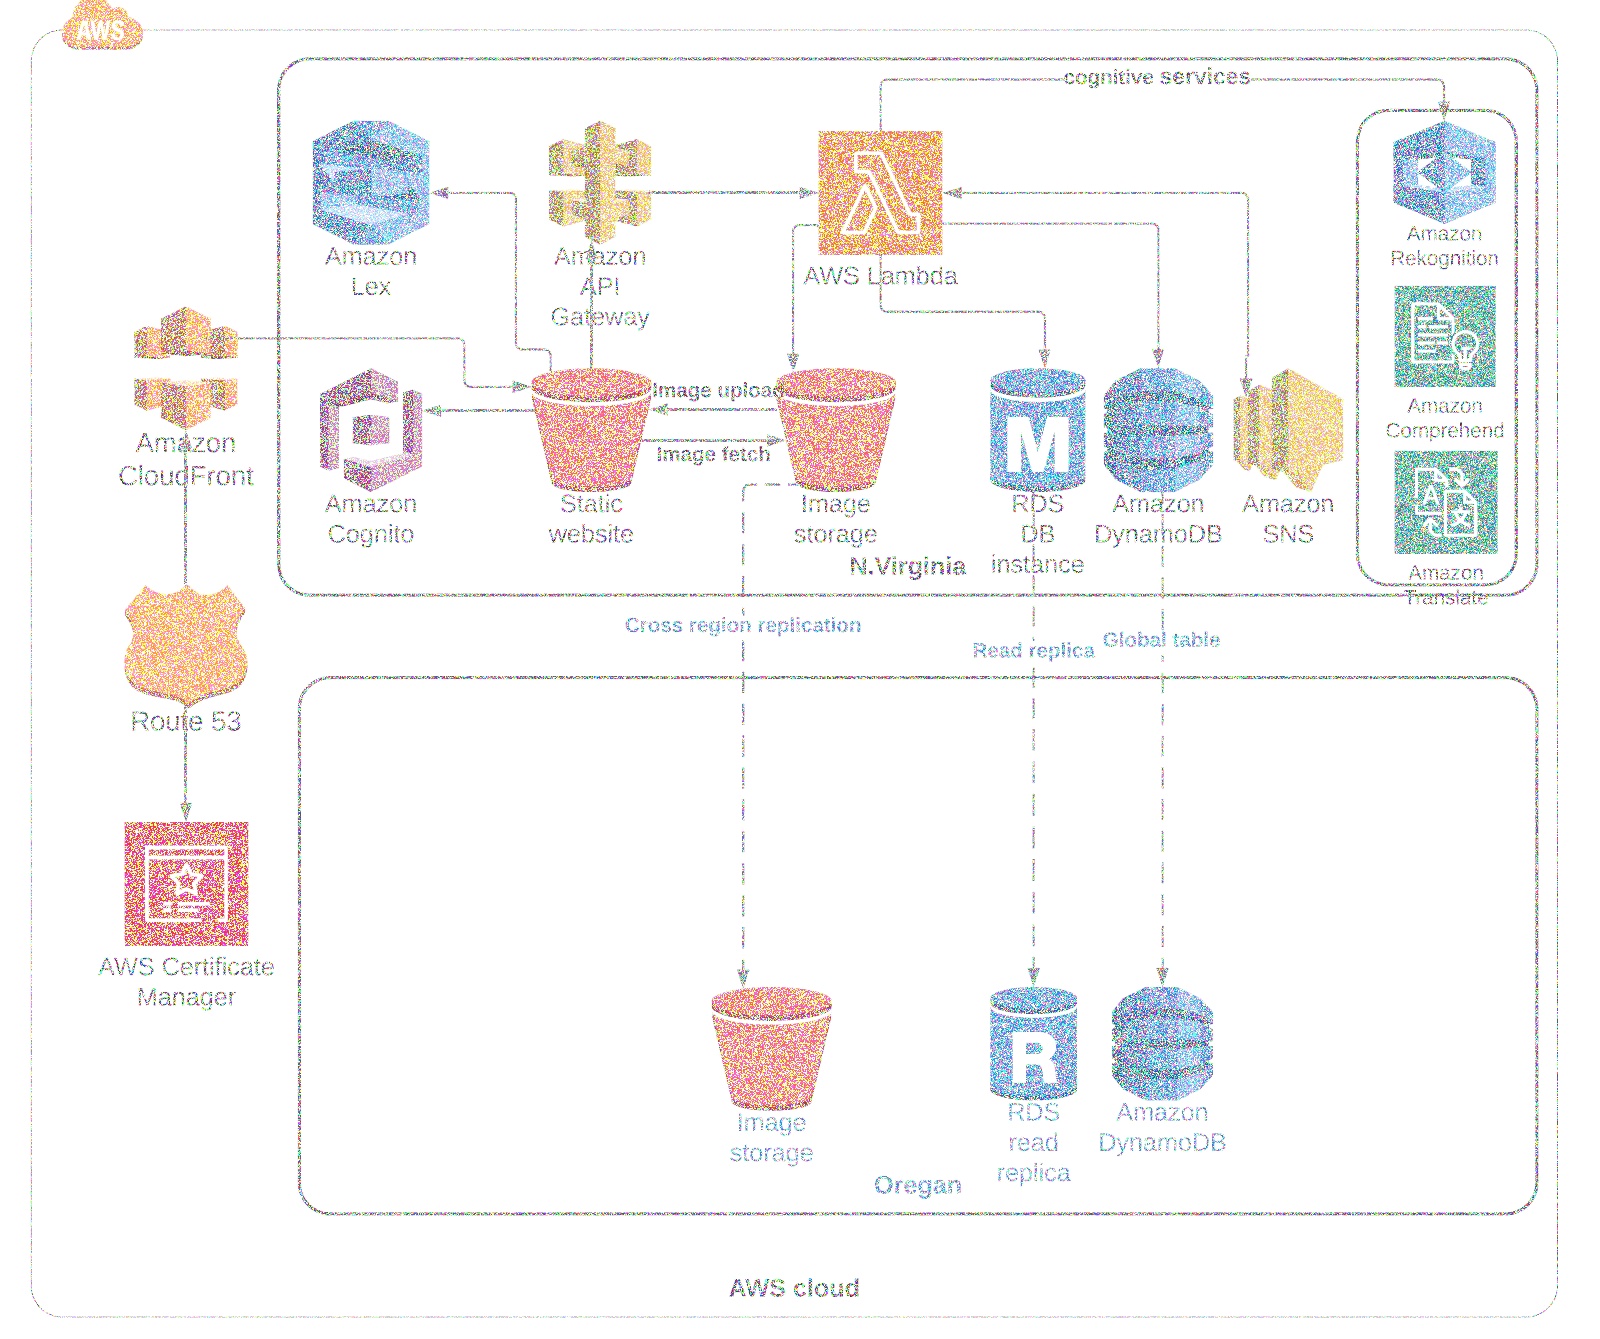 AWS
cognitive services
Amazon
Lex
Amazon
API
Gateway
AWS Lambda
Amazon
Rekognition
Amazon
Comprehend
Amazon
Translate
Amazon
CloudFront
Amazon
Cognito
Static
website
Image upload
Image fetch
Image
storage
RDS
DB
instance
Amazon
DynamoDB
Amazon
SNS
N.Virginia
Cross region replication
Read replica
Global table
Route 53
AWS Certificate
Manager
Image
storage
RDS
read
replica
Amazon
DynamoDB
Oregan
AWS cloud